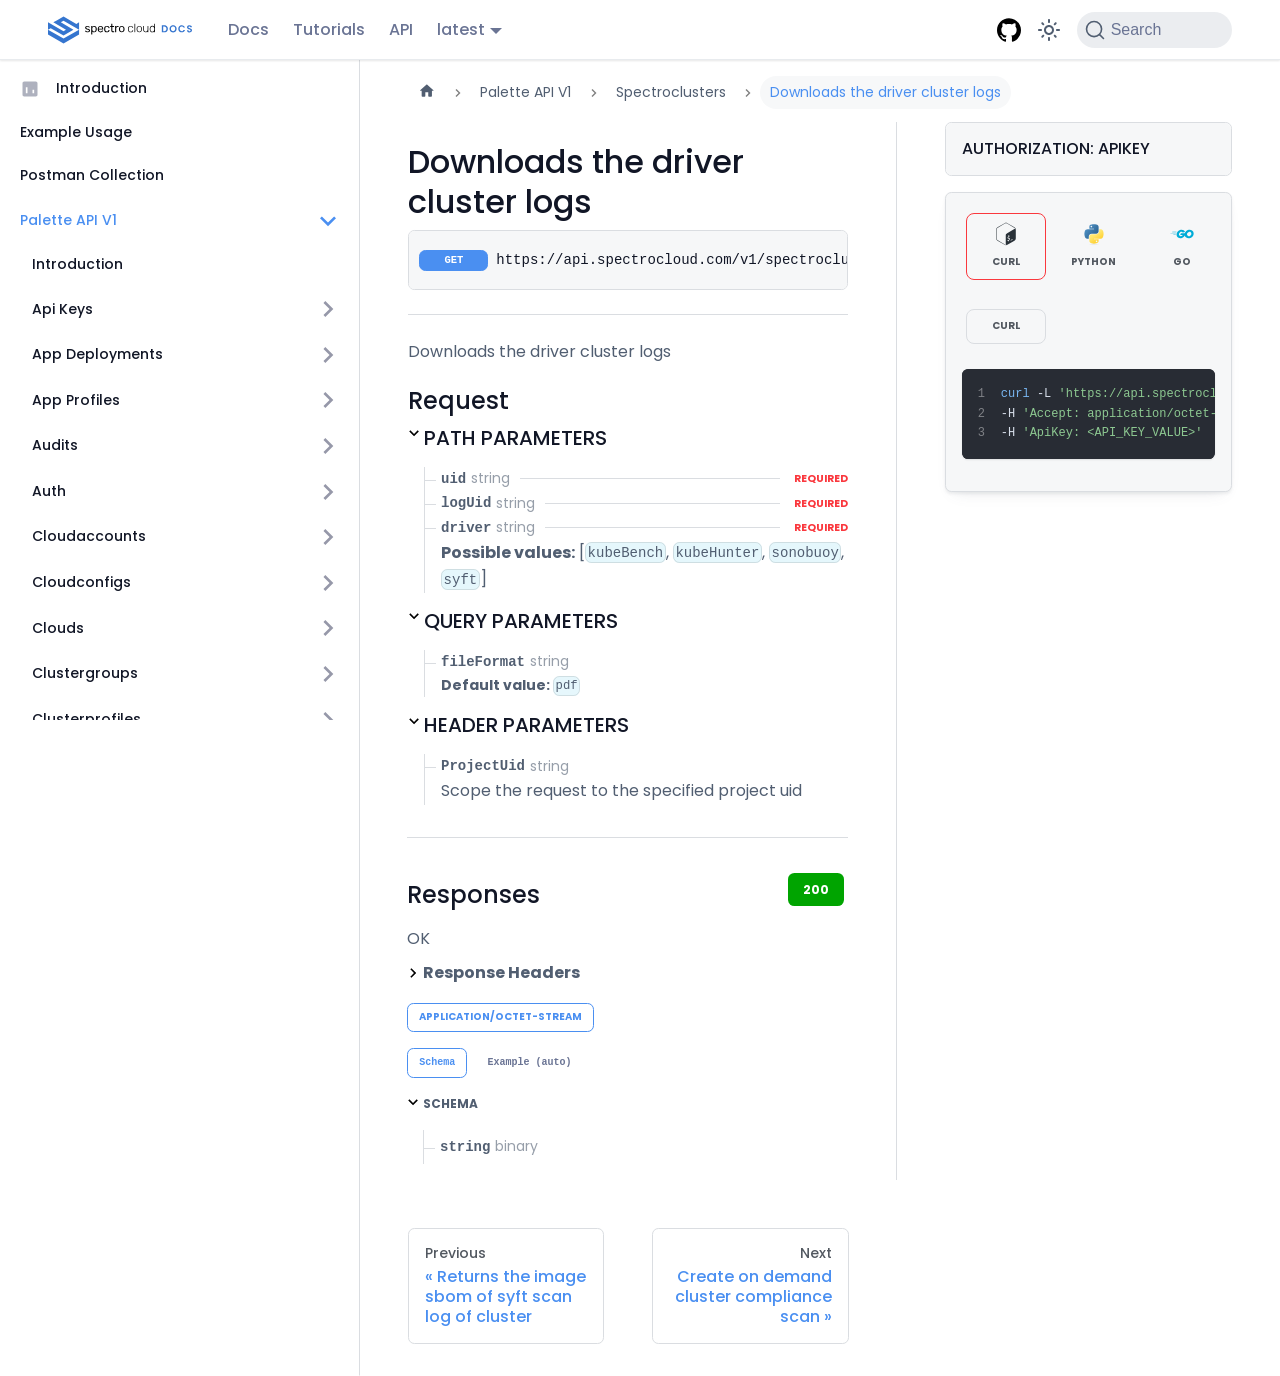 spectro cloud DOCS
Docs
Tutorials
API
latest
Search
Introduction
Example Usage
Postman Collection
Palette API V1
Introduction
Api Keys
App Deployments
App Profiles
Audits
Auth
Cloudaccounts
Cloudconfigs
Clouds
Clustergroups
Clusterprofiles
Palette API V1
Spectroclusters
Downloads the driver cluster logs
Downloads the driver
cluster logs
GET https://api.spectrocloud.com/v1/spectroclu
Downloads the driver cluster logs
Request
PATH PARAMETERS
uid string REQUIRED
logUid string REQUIRED
driver string REQUIRED
Possible values: [kubeBench, kubeHunter, sonobuoy,
syft]
QUERY PARAMETERS
fileFormat string
Default value: pdf
HEADER PARAMETERS
ProjectUid string
Scope the request to the specified project uid
Responses
200
OK
Response Headers
APPLICATION/OCTET-STREAM
Schema
Example (auto)
SCHEMA
string binary
Previous
« Returns the image
sbom of syft scan
log of cluster
Next
Create on demand
cluster compliance
scan »
AUTHORIZATION: APIKEY
CURL
PYTHON
GO
CURL
1 curl -L 'https://api.spectrocl
2 -H 'Accept: application/octet-
3 -H 'ApiKey: <API_KEY_VALUE>'